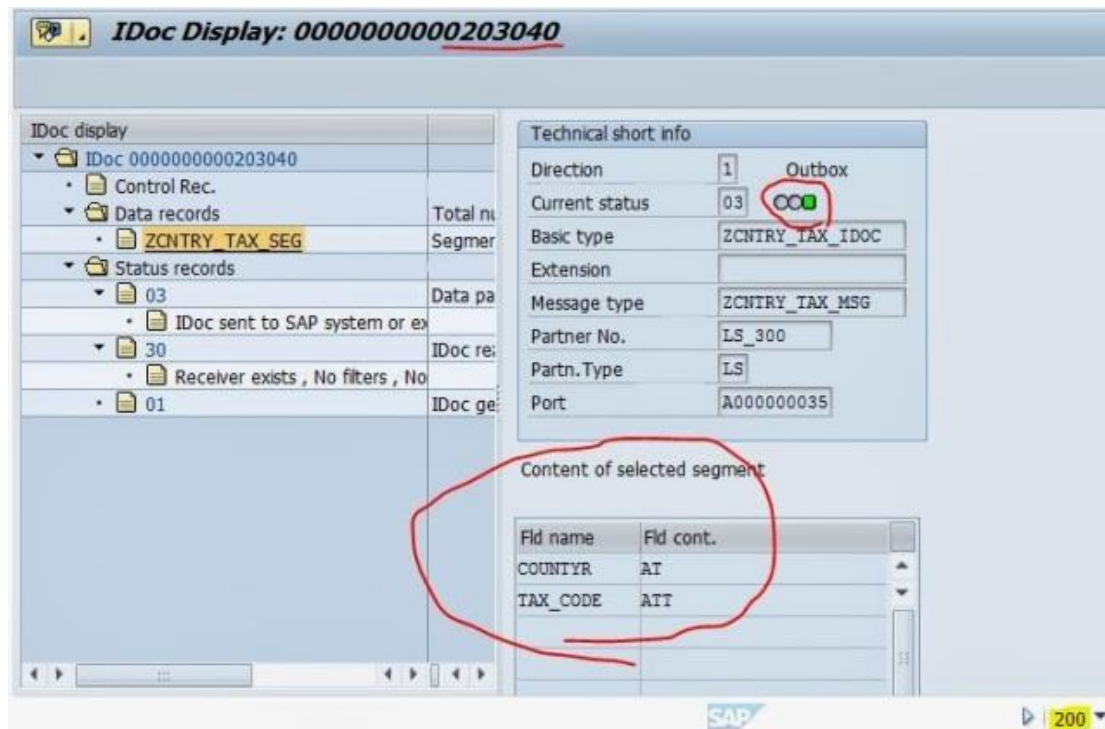 IDoc Display: 0000000000203040
IDoc display
IDoc 0000000000203040
Control Rec.
Data records Total nu
ZCNTRY_TAX_SEG Segmer
Status records
03 Data pa
IDoc sent to SAP system or ex
30 IDoc re
Receiver exists , No filters , No
01 IDoc ge
Technical short info
Direction 1 Outbox
Current status 03
Basic type ZCNTRY_TAX_IDOC
Extension
Message type ZCNTRY_TAX_MSG
Partner No. LS_300
Partn.Type LS
Port A000000035
Content of selected segment
Fld name Fld cont.
COUNTYR AT
TAX_CODE ATT
SAP 200